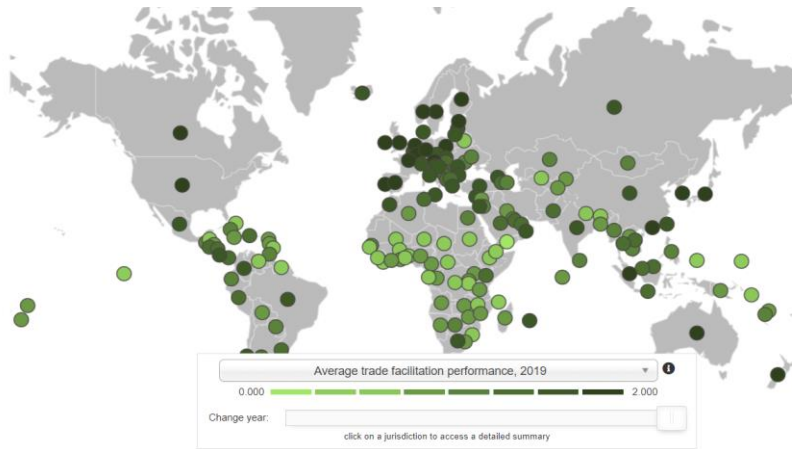 Average trade facilitation performance, 2019
0.000 2.000
Change year:
click on a jurisdiction to access a detailed summary